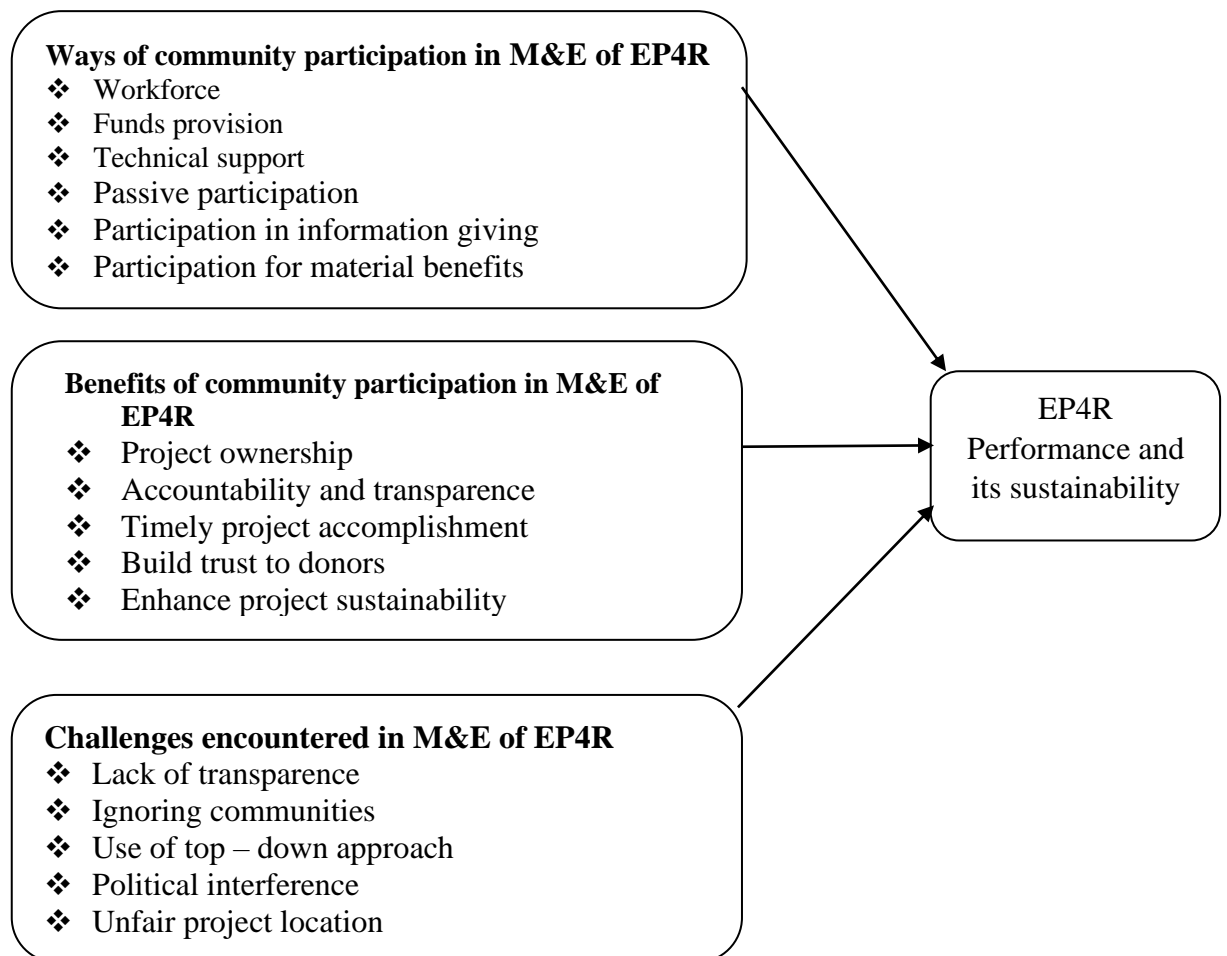 Ways of community participation in M&E of EP4R
❖ Workforce
❖ Funds provision
❖ Technical support
❖ Passive participation
❖ Participation in information giving
❖ Participation for material benefits
Benefits of community participation in M&E of
EP4R
❖ Project ownership
❖ Accountability and transparence
❖ Timely project accomplishment
❖ Build trust to donors
❖ Enhance project sustainability
EP4R
Performance and
its sustainability
Challenges encountered in M&E of EP4R
❖ Lack of transparence
❖ Ignoring communities
❖ Use of top – down approach
❖ Political interference
❖ Unfair project location